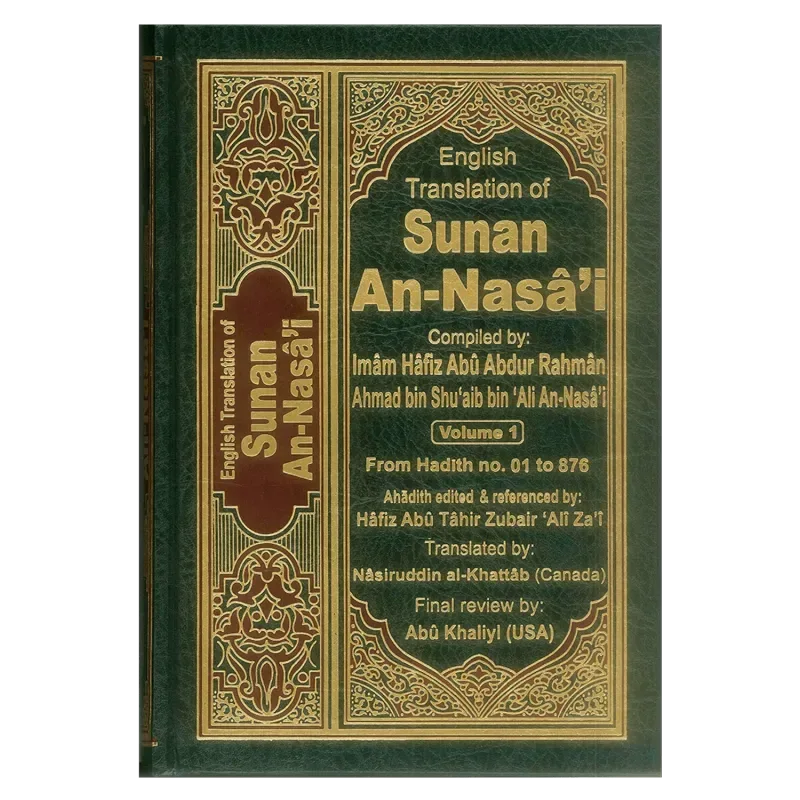 English Translation of
Sunan
An-Nasâ'i
English
Translation of
Sunan
An-Nasâ'i
Compiled by:
Imâm Hâfiz Abû Abdur Rahmân
Ahmad bin Shu'aib bin 'Ali An-Nasâ'i
Volume 1
From Hadîth no. 01 to 876
Ahâdith edited & referenced by:
Hâfiz Abû Tâhir Zubair 'Alî Za'î
Translated by:
Nâsiruddin al-Khattâb (Canada)
Final review by:
Abû Khaliyl (USA)